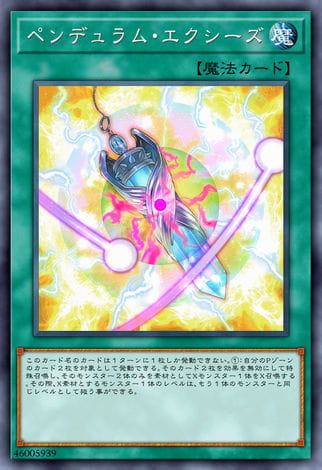 ペンデュラム・エクシーズ 魔
【魔法カード】
このカード名のカードは1ターンに1枚しか発動できない。①:自分のPゾーン
のカード2枚を対象として発動できる。そのカード2枚を効果を無効にして特
殊召喚し、そのモンスター2体のみを素材としてXモンスター1体をX召喚する。
その際、X素材とするモンスター1体のレベルは、もう1体のモンスターと同
じレベルとして扱う事ができる。
46005939